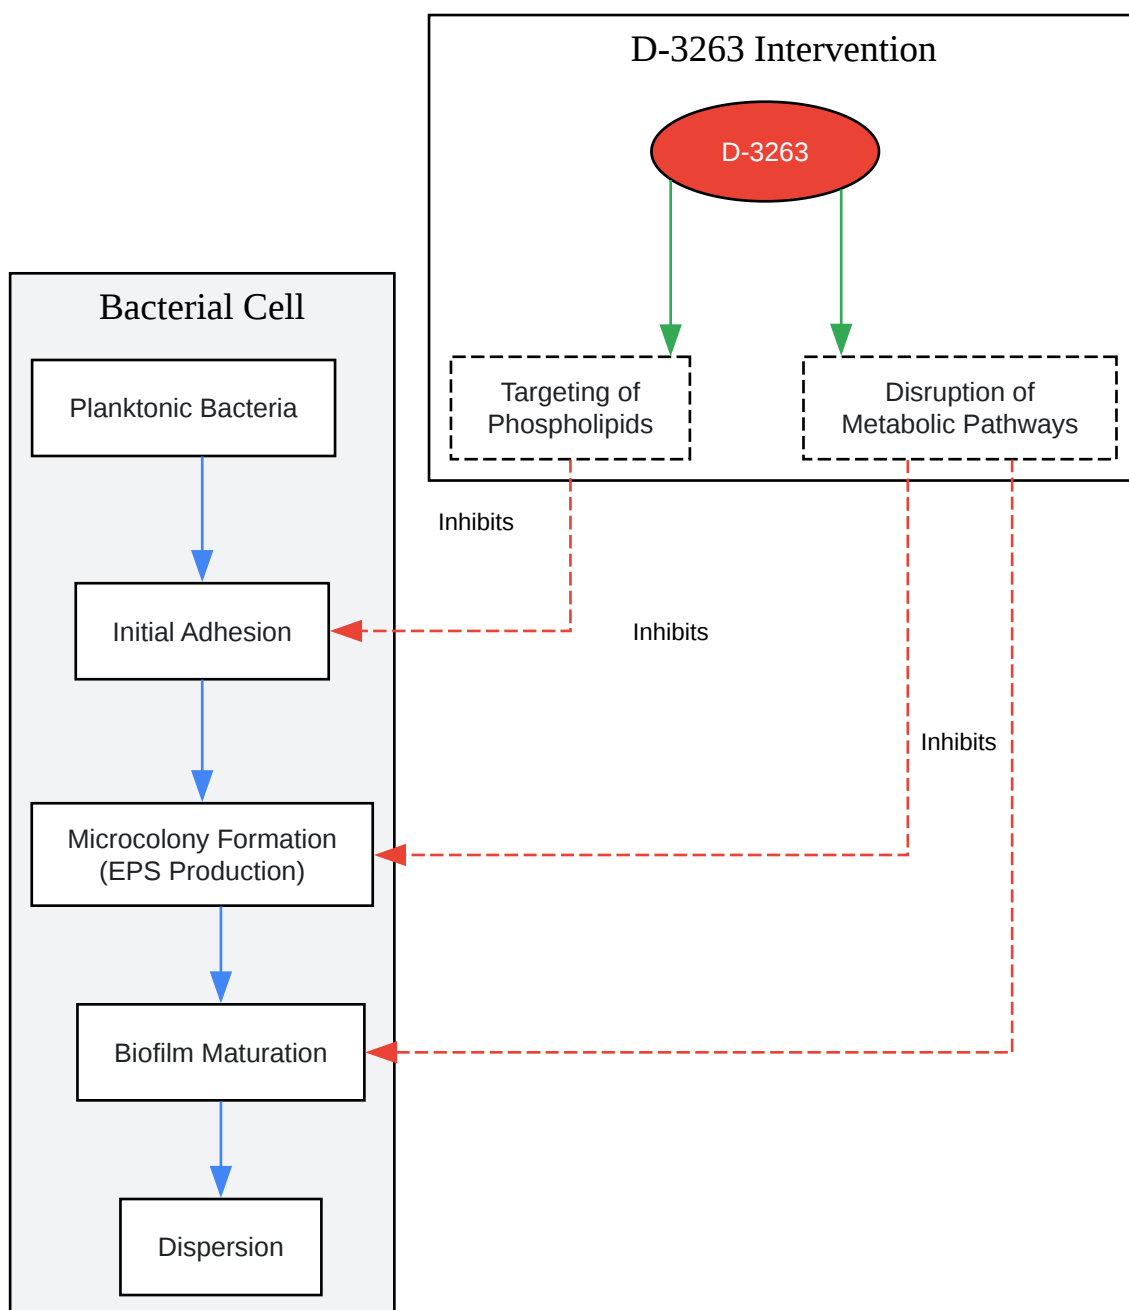 D-3263 Intervention
D-3263
Targeting of
Phospholipids
Disruption of
Metabolic Pathways
Bacterial Cell
Planktonic Bacteria
Inhibits
Initial Adhesion
Inhibits
Inhibits
Microcolony Formation
(EPS Production)
Biofilm Maturation
Dispersion